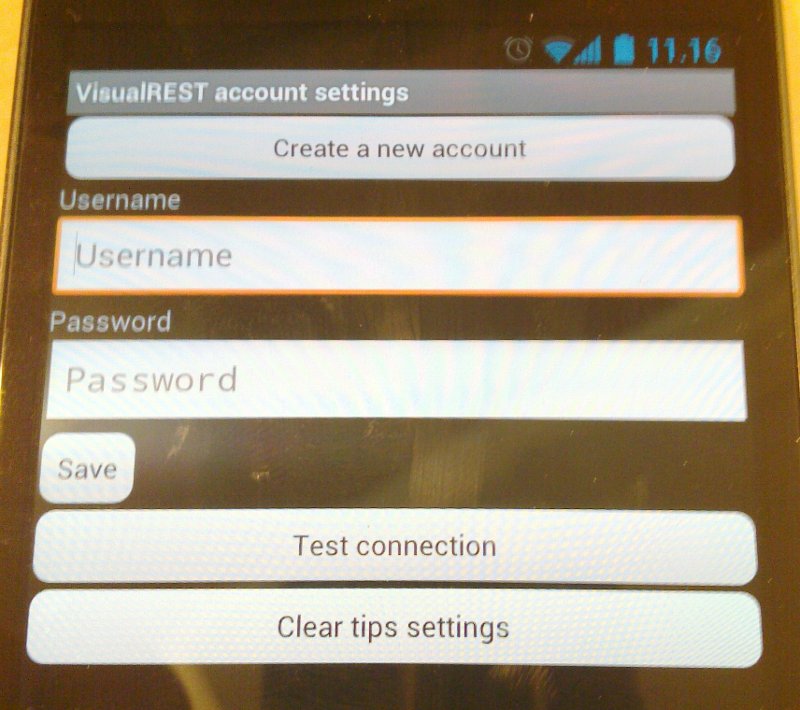 11.16
VisualREST account settings
Create a new account
Username
Username
Password
Password
Save
Test connection
Clear tips settings